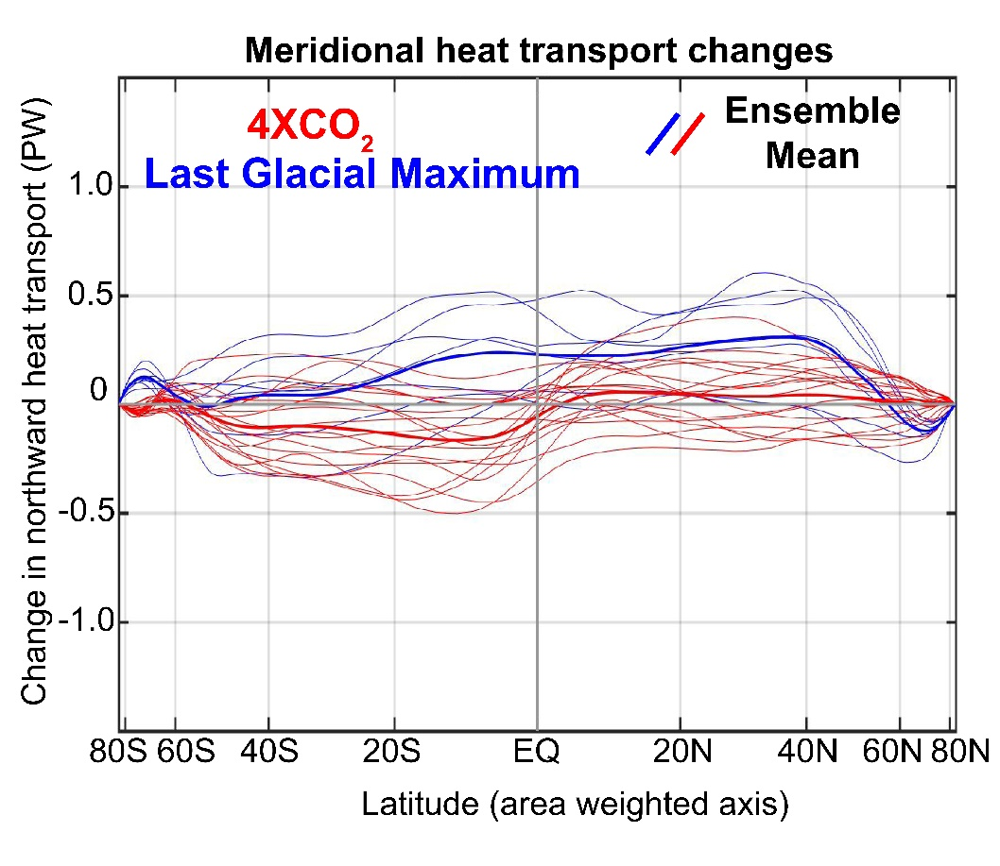 Meridional heat transport changes
4XCO₂
Last Glacial Maximum
Ensemble
Mean
Change in northward heat transport (PW)
1.0
0.5
0
-0.5
-1.0
80S 60S 40S 20S EQ 20N 40N 60N 80N
Latitude (area weighted axis)